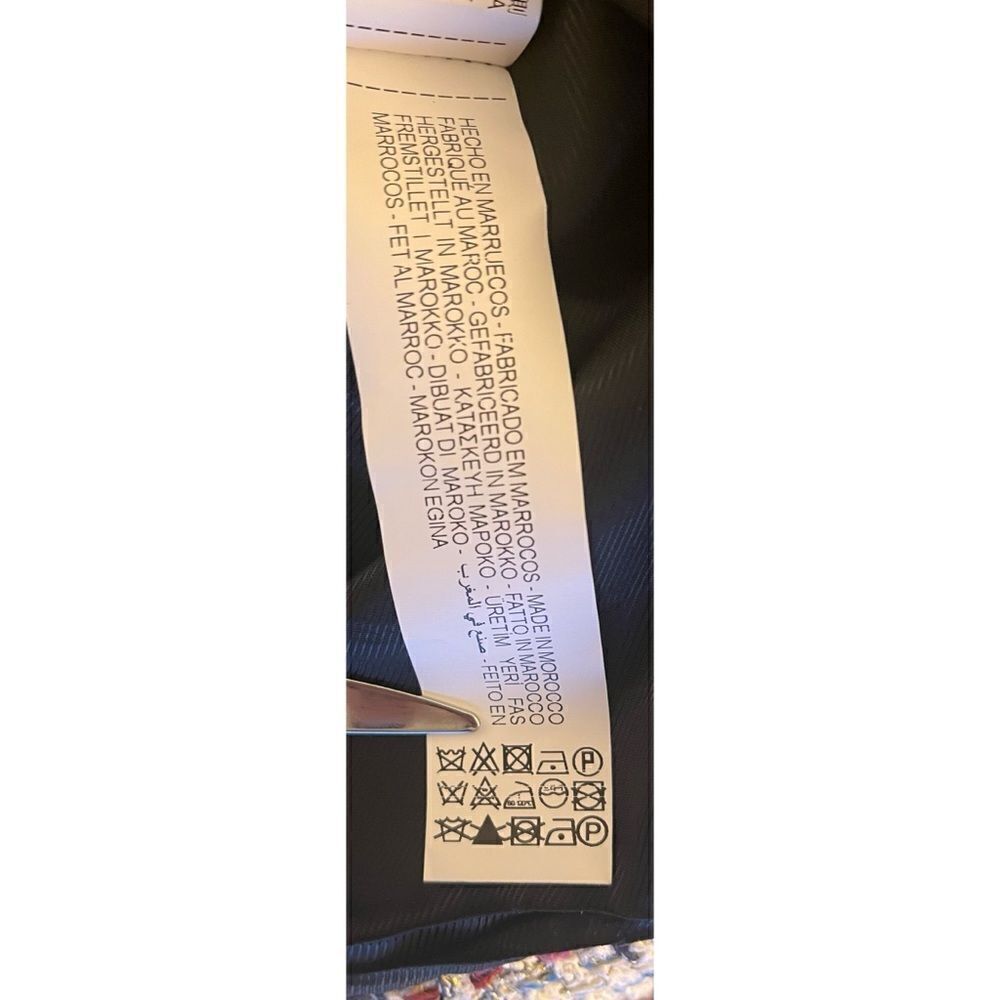 HECHO EN MARRUECOS - FABRICADO EM MARROCOS - MADE IN MOROCCO
FABRIQUÉ AU MAROC - GEFABRICEERD IN MAROKKO - FATTO IN MAROCCO
HERGESTELLT IN MAROKKO - ΚΑΤΑΣΚΕΥΗ ΜΑΡΟΚΟ - ÜRETİM YERİ FAS
FREMSTILLET I MAROKKO - DIBUAT DI MAROKO - صنع في المغرب - FEITO EN
MARROCOS - FET AL MARROC - MAROKON EGINA
P
P